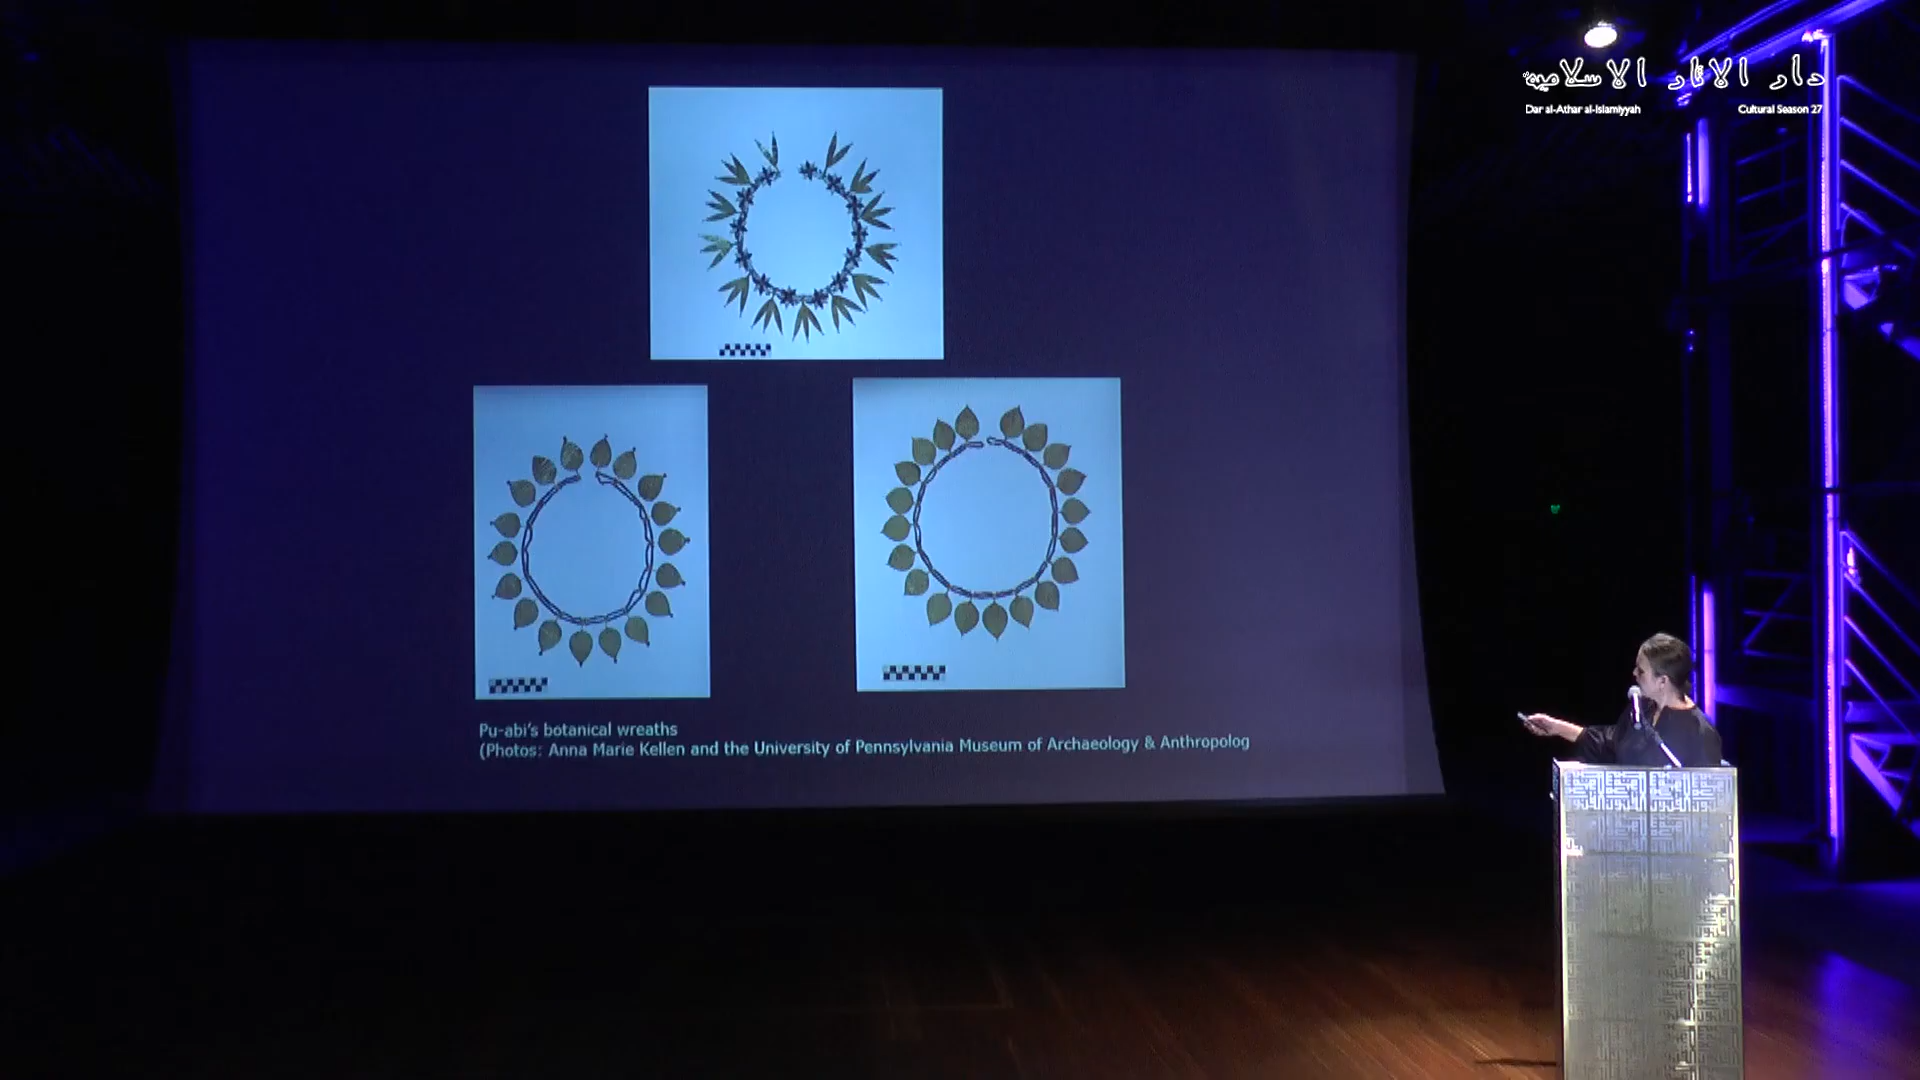 دار الآثار الإسلامية
Dar al-Athar al-Islamiyyah
Cultural Season 27
Pu-abi's botanical wreaths
(Photos: Anna Marie Kellen and the University of Pennsylvania Museum of Archaeology & Anthropolog